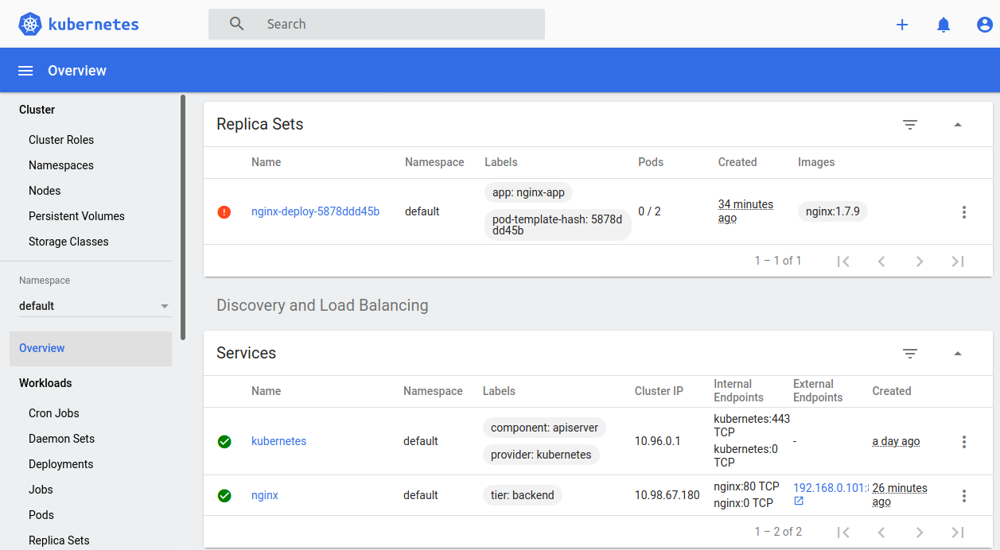 kubernetes
Search
Overview
Cluster
Cluster Roles
Namespaces
Nodes
Persistent Volumes
Storage Classes
Namespace
default
Overview
Workloads
Cron Jobs
Daemon Sets
Deployments
Jobs
Pods
Replica Sets
Replica Sets
Name Namespace Labels Pods Created Images
nginx-deploy-5878ddd45b default
app: nginx-app
pod-template-hash: 5878d
dd45b
0 / 2
34 minutes
ago
nginx:1.7.9
1 – 1 of 1
Discovery and Load Balancing
Services
Name Namespace Labels Cluster IP
Internal
Endpoints
External
Endpoints
Created
kubernetes default
component: apiserver
provider: kubernetes
10.96.0.1
kubernetes:443
TCP
kubernetes:0
TCP
-
a day ago
nginx default
tier: backend
10.98.67.180
nginx:80 TCP
nginx:0 TCP
192.168.0.101:
26 minutes
ago
1 – 2 of 2